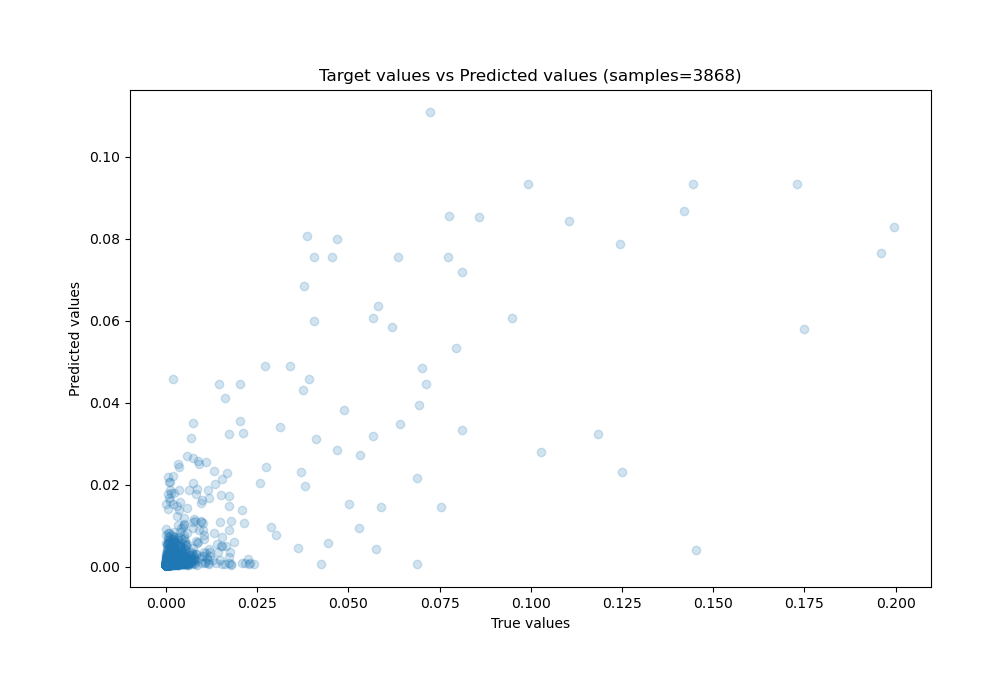 Target values vs Predicted values (samples=3868)
0.10
0.08
0.06
0.04
0.02
0.00
Predicted values
0.000 0.025 0.050 0.075 0.100 0.125 0.150 0.175 0.200
True values